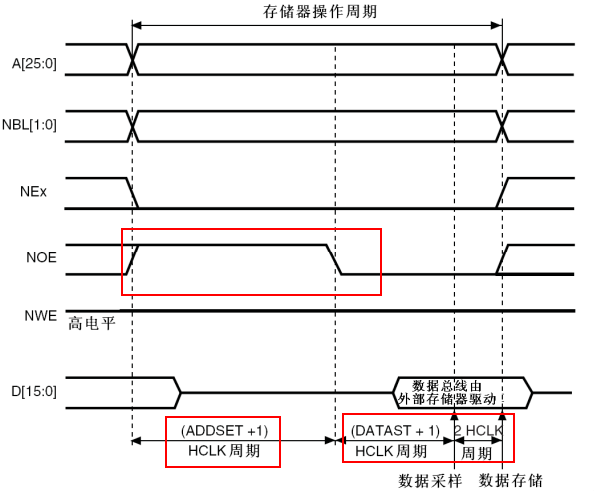 存储器操作周期
A[25:0]
NBL[1:0]
NEx
NOE
NWE
高电平
D[15:0]
数据总线由
外部存储器驱动
(ADDSET +1)
HCLK 周期
(DATAST + 1)
HCLK 周期
2 HCLK
周期
数据采样
数据存储